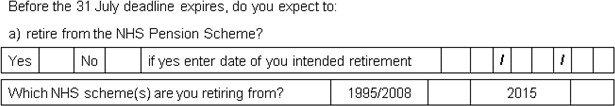 Before the 31 July deadline expires, do you expect to:
a) retire from the NHS Pension Scheme?
Yes No if yes enter date of you intended retirement / /
Which NHS scheme(s) are you retiring from? 1995/2008 2015